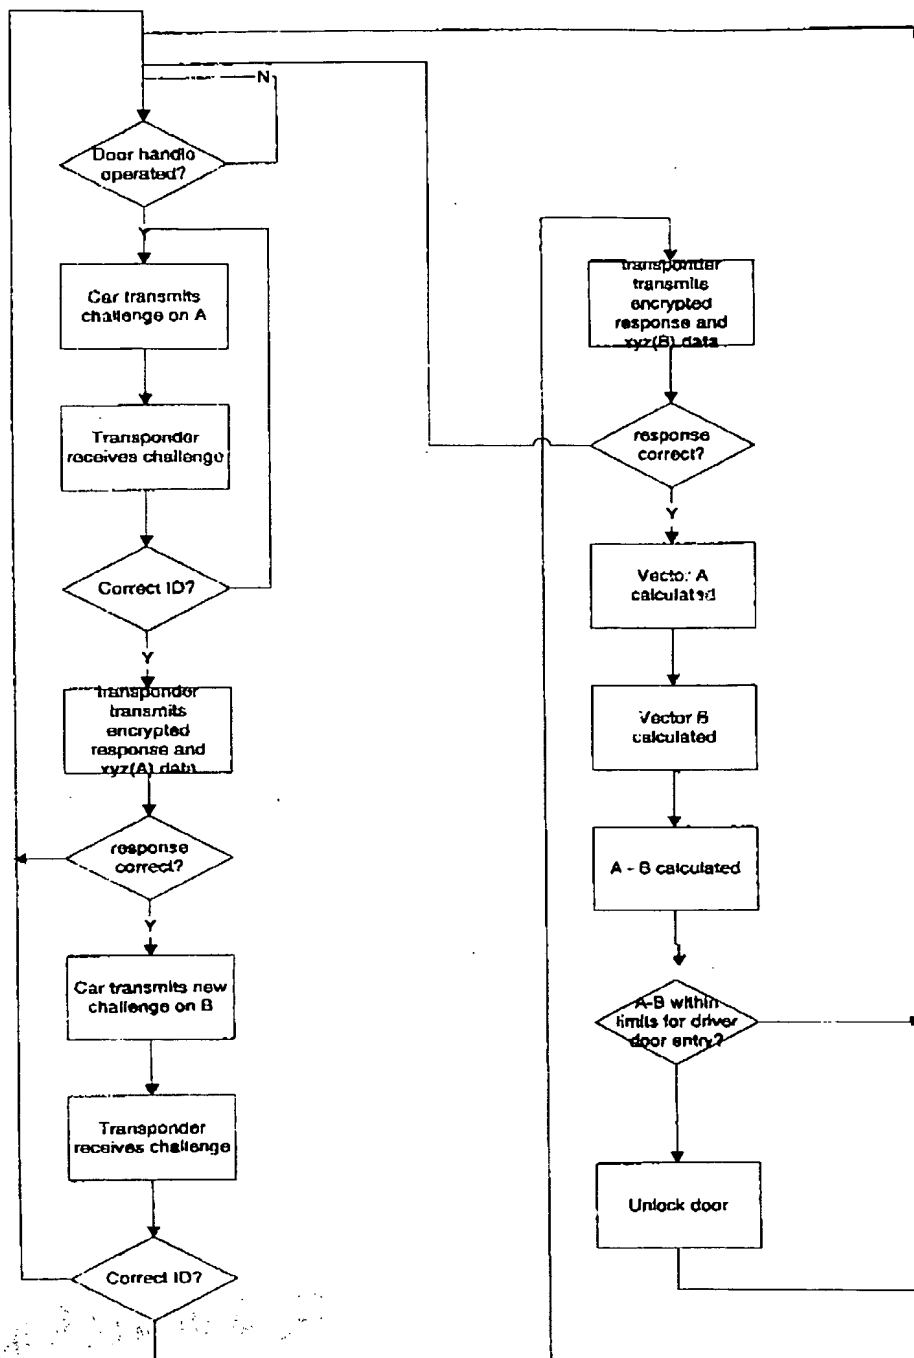 N
Door handle
operated?
Y
Car transmits
challenge on A
Transponder
receives challenge
Correct ID?
Y
transponder
transmits
encrypted
response and
xyz(A) data
response
correct?
Y
Car transmits new
challenge on B
Transponder
receives challenge
Correct ID?
transponder
transmits
encrypted
response and
xyz(B) data
response
correct?
Y
Vector A
calculated
Vector B
calculated
A - B calculated
A-B within
limits for driver
door entry?
Unlock door